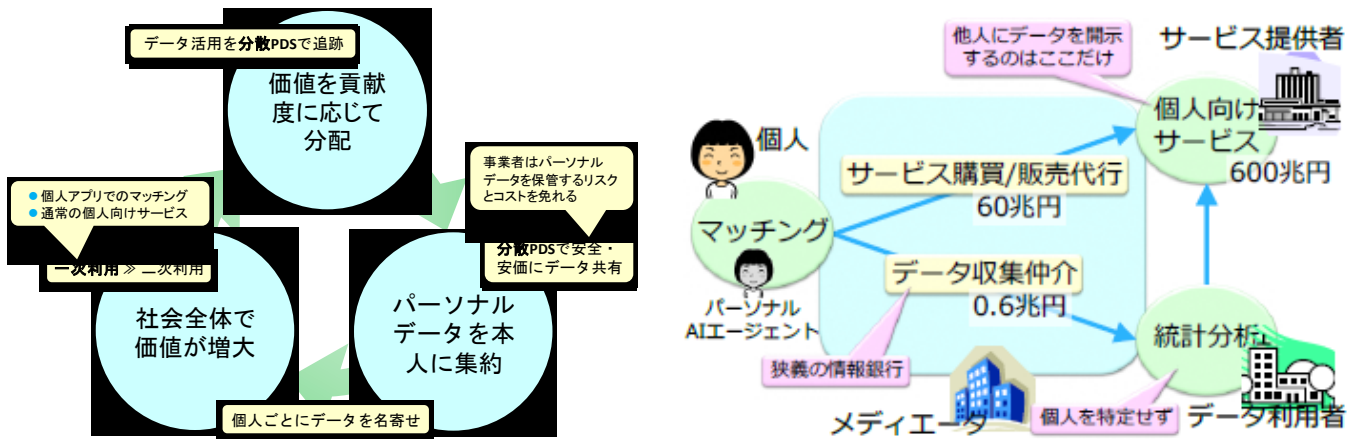 データ活用を分散PDSで追跡
価値を貢献
度に応じて
分配
事業者はパーソナル
データを保管するリスク
とコストを免れる
個人アプリでのマッチング
通常の個人向けサービス
分散PDSで安全・
安価にデータ共有
一次利用 ≫ 二次利用
社会全体で
価値が増大
パーソナル
データを本
人に集約
個人ごとにデータを名寄せ
他人にデータを開示
するのはここだけ
サービス提供者
個人向け
サービス
600兆円
個人
サービス購買/販売代行
60兆円
マッチング
データ収集仲介
0.6兆円
パーソナル
AIエージェント
統計分析
狭義の情報銀行
メディエータ
個人を特定せず
データ利用者